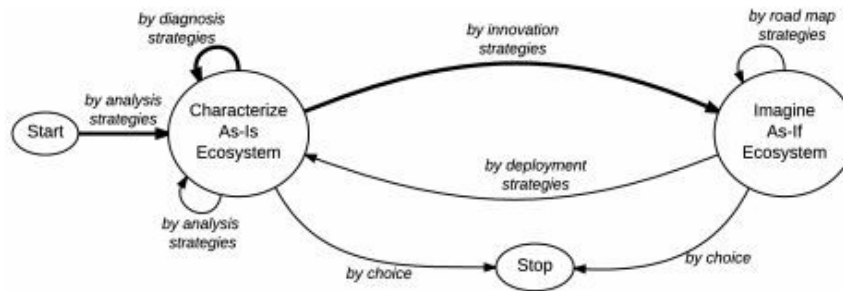 by diagnosis
strategies
by innovation
strategies
by road map
strategies
by analysis
strategies
Start
Characterize
As-Is
Ecosystem
Imagine
As-If
Ecosystem
by deployment
strategies
by analysis
strategies
by choice
Stop
by choice